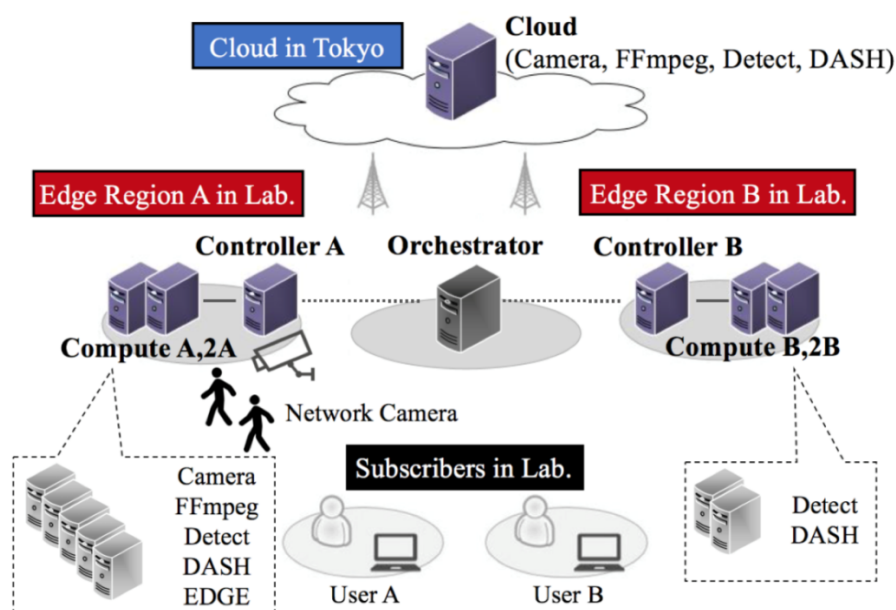 Cloud in Tokyo
Cloud
(Camera, FFmpeg, Detect, DASH)
Edge Region A in Lab.
Edge Region B in Lab.
Controller A
Orchestrator
Controller B
Compute A,2A
Compute B,2B
Network Camera
Subscribers in Lab.
Camera
FFmpeg
Detect
DASH
EDGE
Detect
DASH
User A
User B